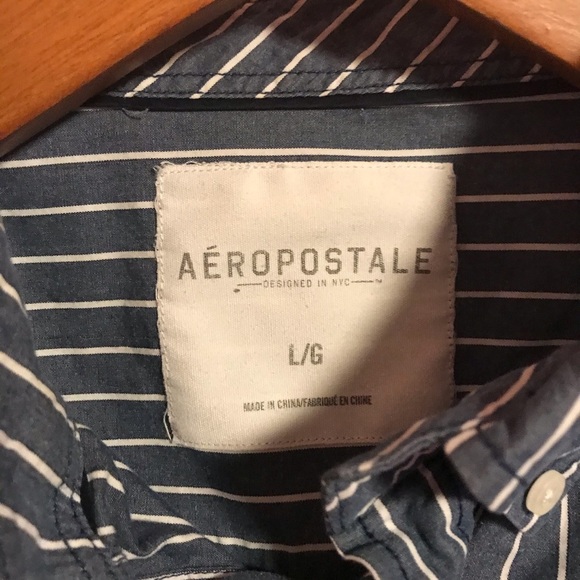 AÉROPOSTALE
DESIGNED IN NYC™
L/G
MADE IN CHINA/FABRIQUÉ EN CHINE